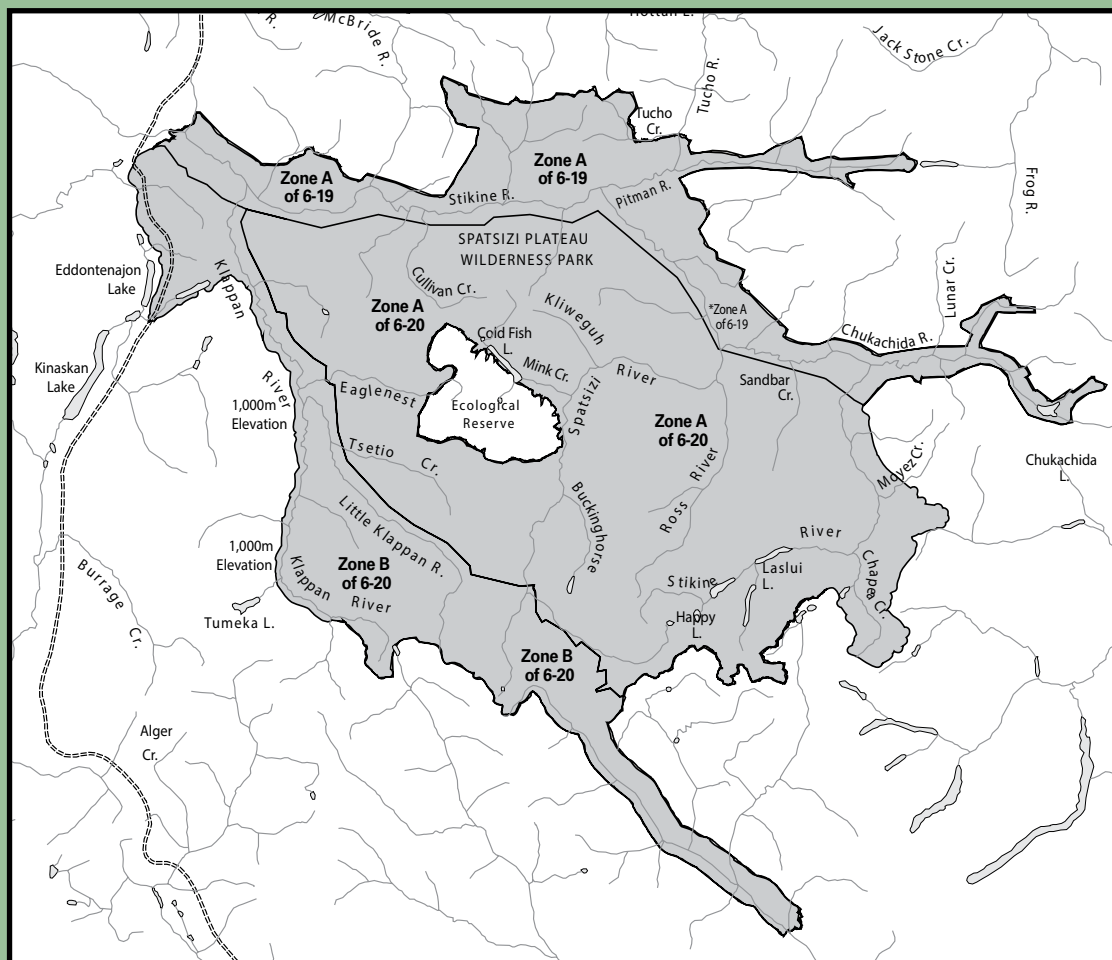 R.
McBride R.
Hottah L.
Jack Stone Cr.
Tucho R.
Tucho
Cr.
Zone A
of 6-19
Zone A
of 6-19
Stikine R.
Pitman R.
Frog R.
SPATSIZI PLATEAU
WILDERNESS PARK
Eddontenajon
Lake
Klappan
River
Cullivan Cr.
Zone A
of 6-20
Kliweguh
*Zone A
of 6-19
Lunar Cr.
Chukachida R.
Cold Fish
L.
Mink Cr.
Kinaskan
Lake
1,000m
Elevation
Eaglenest
Ecological
Reserve
Spatsizi
River
Sandbar
Cr.
Zone A
of 6-20
Tsetio Cr.
Moyez Cr.
Chukachida
L.
Ross River
Buckinghorse
Little Klappan R.
1,000m
Elevation
Zone B
of 6-20
Klappan River
Stikine
River
Laslui
L.
Chapea Cr.
Happy
L.
Burrage Cr.
Tumeka L.
Zone B
of 6-20
Alger
Cr.